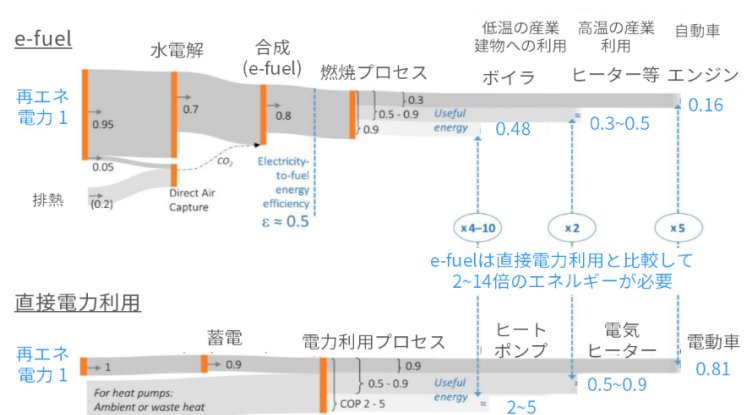 e-fuel
水電解
合成
(e-fuel)
燃焼プロセス
低温の産業
建物への利用
ボイラ
高温の産業
利用
ヒーター等
自動車
エンジン
再エネ
電力 1
0.95
0.7
0.8
0.3
0.5 - 0.9
0.9
Useful
energy
0.48
≈
0.3~0.5
≈
0.16
0.05
CO2
排熱
(0.2)
Direct Air
Capture
Electricity-
to-fuel
energy
efficiency
ε ≈ 0.5
x4–10
x2
x5
e-fuelは直接電力利用と比較して
2~14倍のエネルギーが必要
直接電力利用
蓄電
電力利用プロセス
ヒート
ポンプ
電気
ヒーター
電動車
再エネ
電力 1
1
0.9
0.9
0.5 - 0.9
COP 2 - 5
Useful
energy
≈
2~5
≈
0.5~0.9
0.81
For heat pumps:
Ambient or waste heat